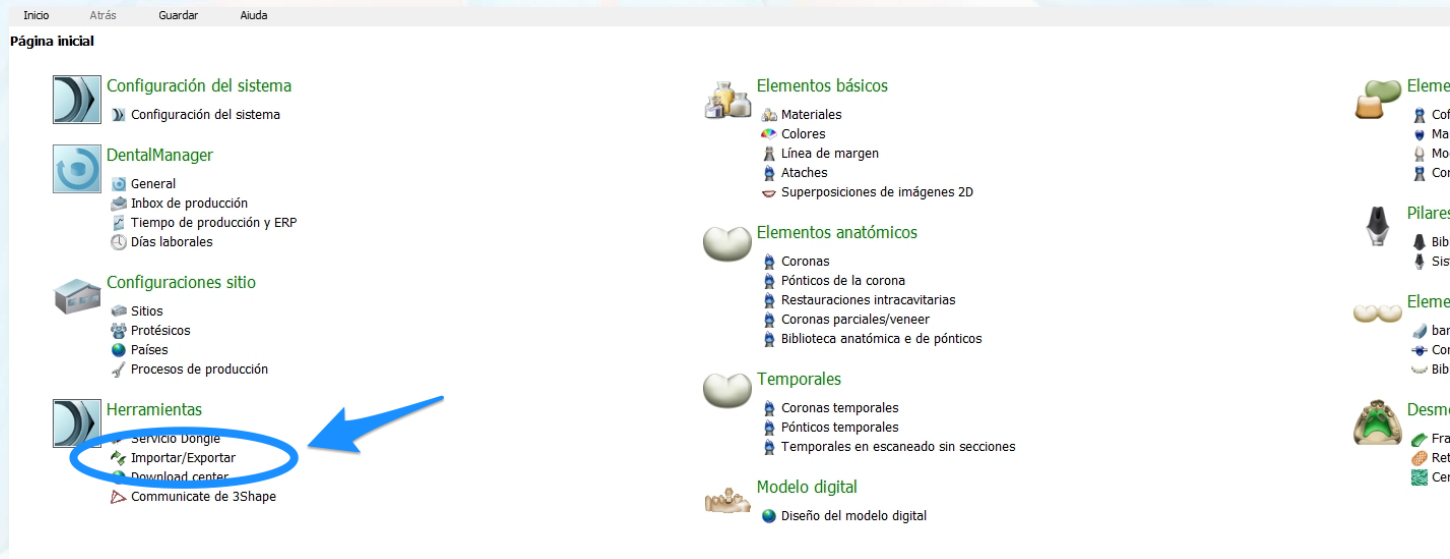 Inicio Atrás Guardar Aiuda
Página inicial
Configuración del sistema
Configuración del sistema
DentalManager
General
Inbox de producción
Tiempo de producción y ERP
Días laborales
Configuraciones sitio
Sitios
Protésicos
Países
Procesos de producción
Herramientas
Servicio Dongle
Importar/Exportar
Download center
Communicate de 3Shape
Elementos básicos
Materiales
Colores
Línea de margen
Ataches
Superposiciones de imágenes 2D
Elementos anatómicos
Coronas
Pónticos de la corona
Restauraciones intracavitarias
Coronas parciales/veneer
Biblioteca anatómica e de pónticos
Temporales
Coronas temporales
Pónticos temporales
Temporales en escaneado sin secciones
Modelo digital
Diseño del modelo digital
Pilares